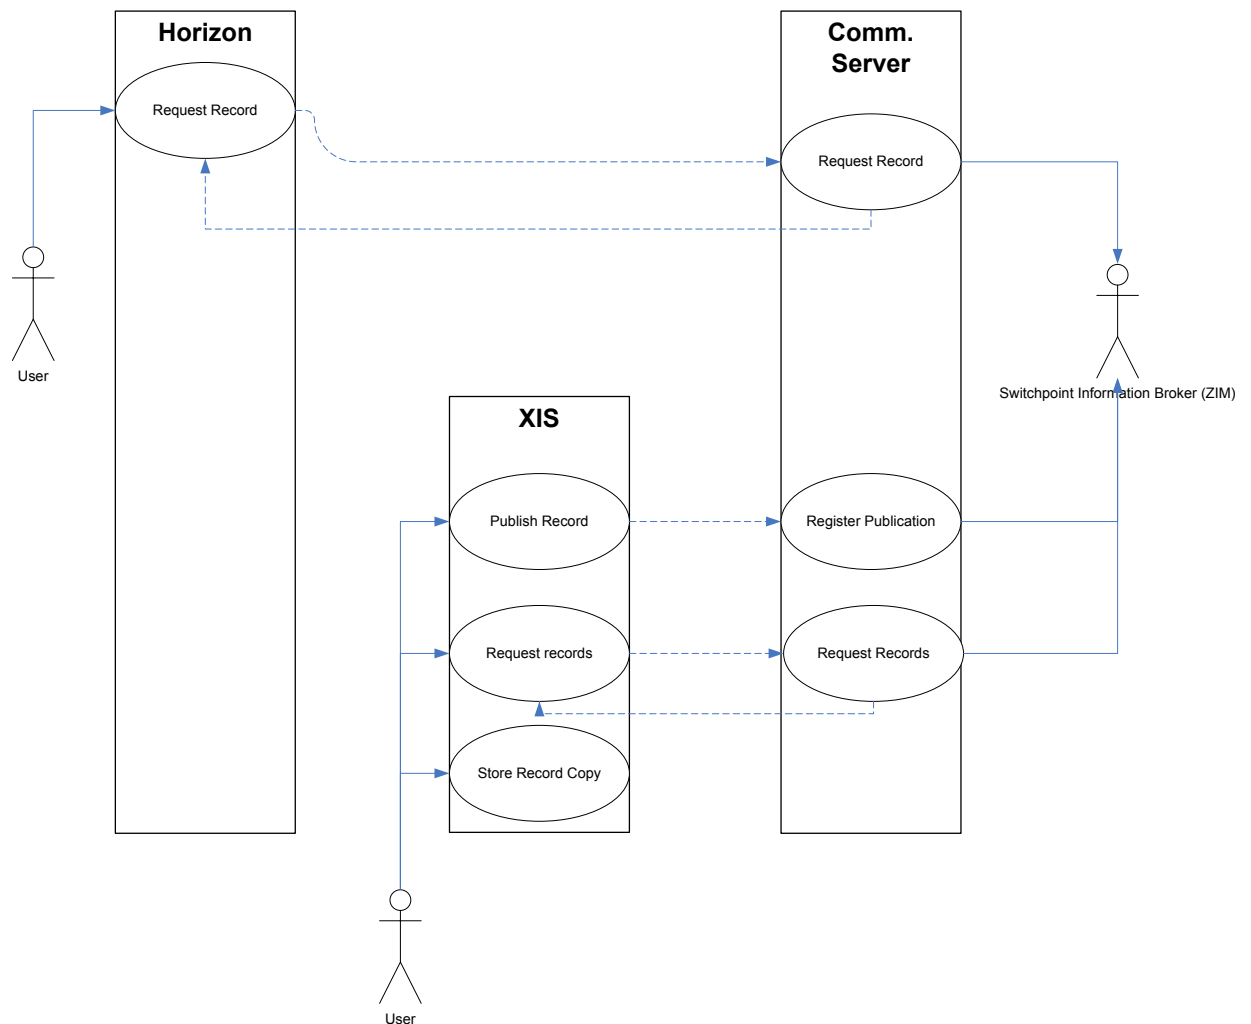 Horizon
Comm.
Server
Request Record
Request Record
User
Switchpoint Information Broker (ZIM)
XIS
Publish Record
Register Publication
Request records
Request Records
Store Record Copy
User